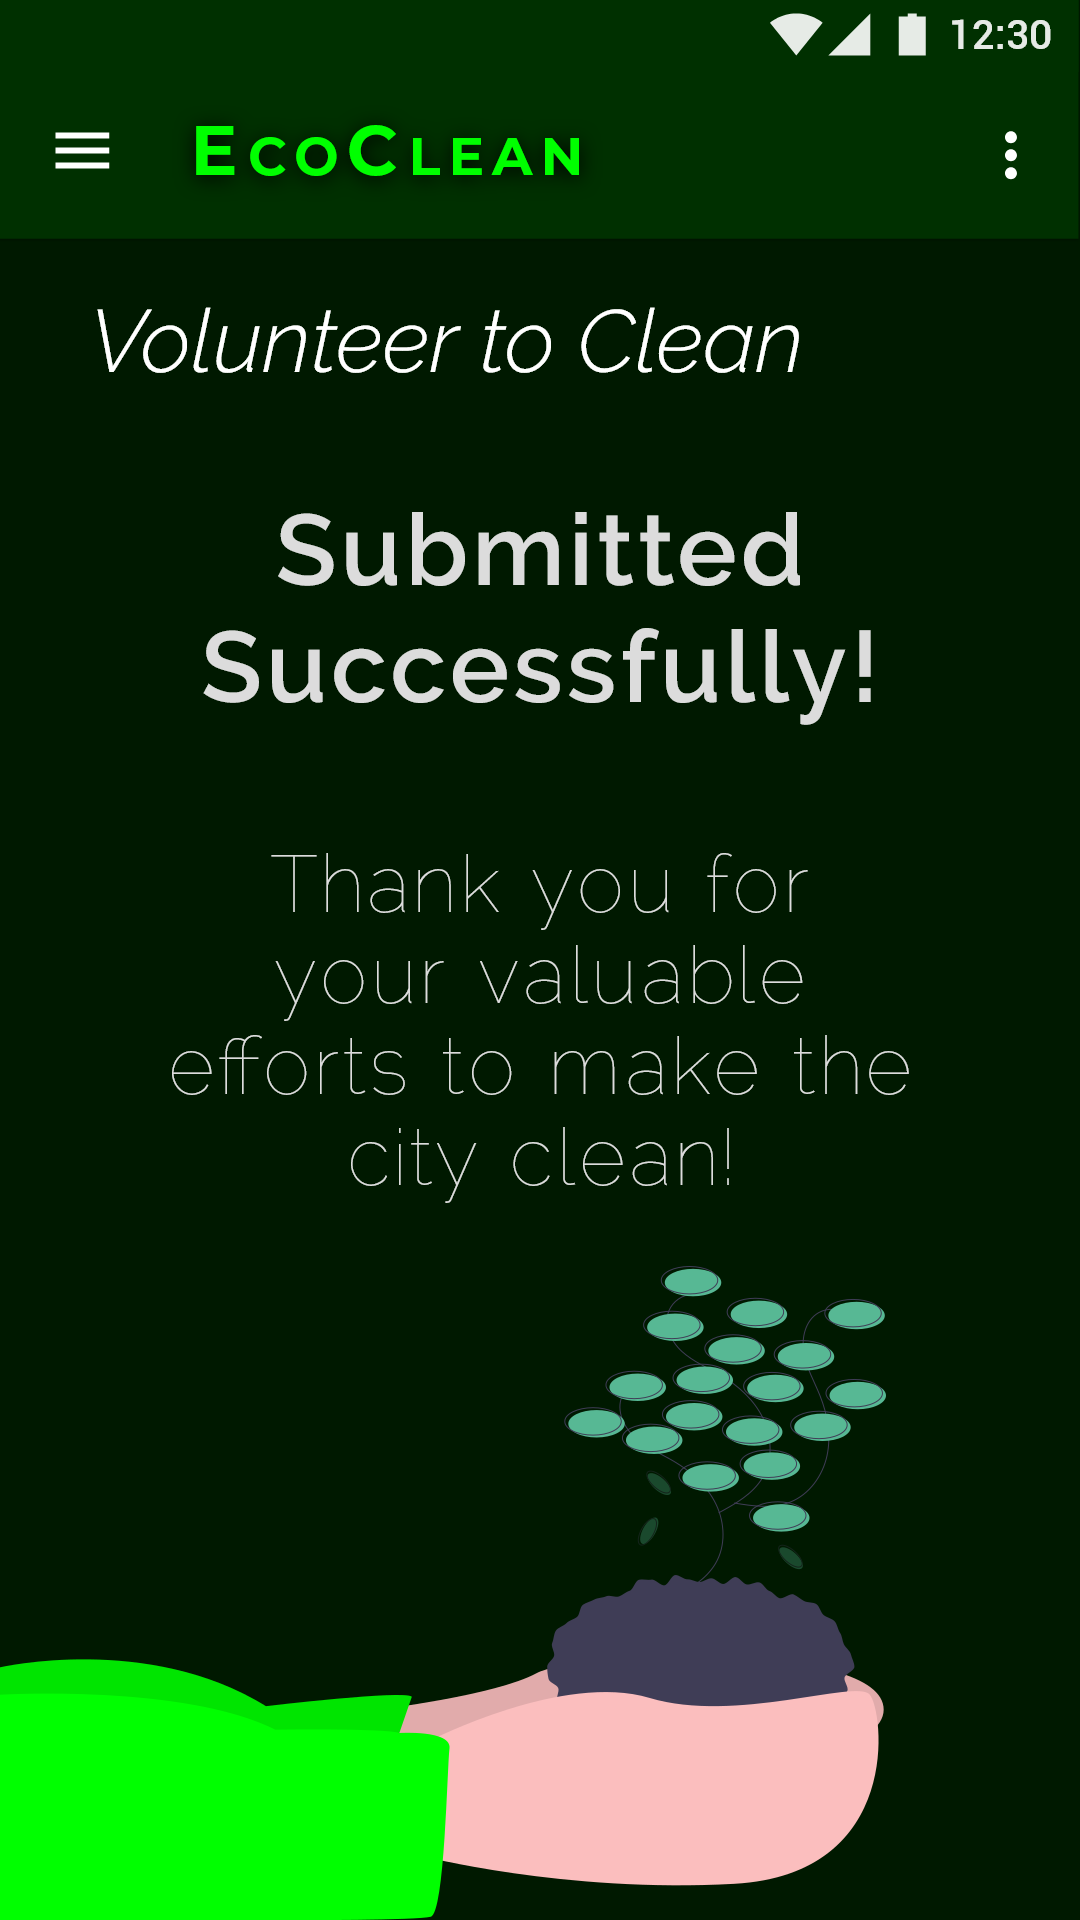 12:30
EcoClean
Volunteer to Clean
Submitted
Successfully!
Thank you for
your valuable
efforts to make the
city clean!